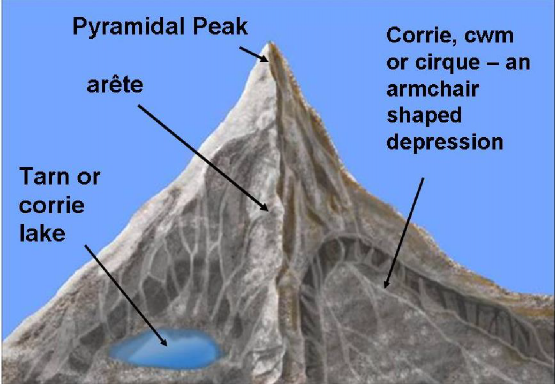 Pyramidal Peak
arête
Tarn or
corrie
lake
Corrie, cwm
or cirque – an
armchair
shaped
depression